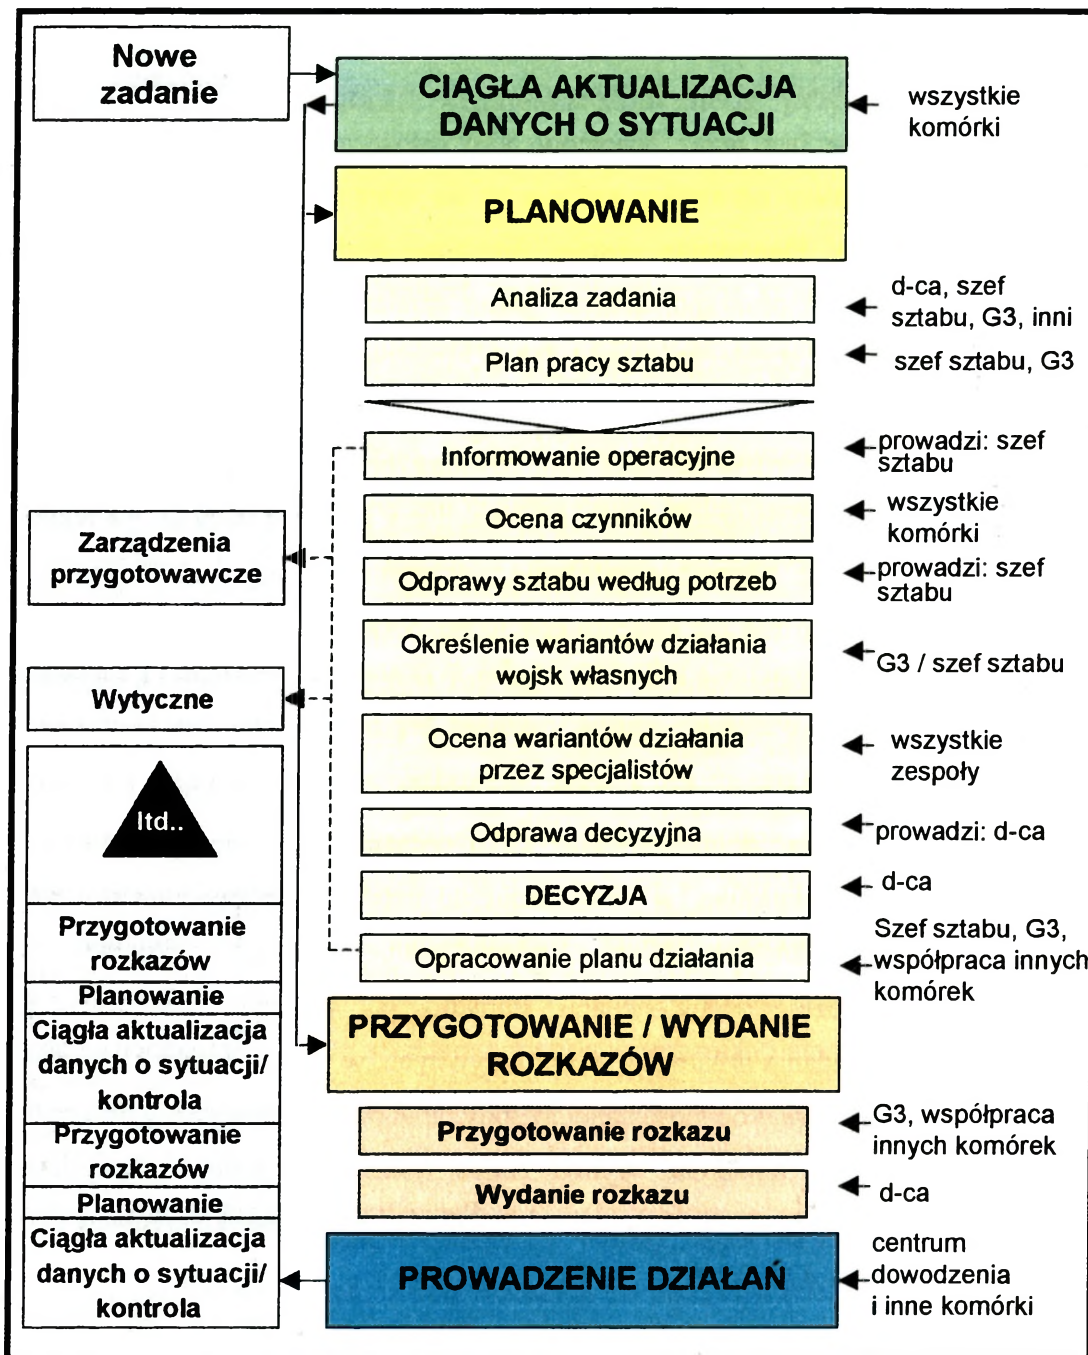 Nowe
zadanie
CIĄGŁA AKTUALIZACJA
DANYCH O SYTUACJI
wszystkie
komórki
PLANOWANIE
Analiza zadania
d-ca, szef
sztabu, G3, inni
Plan pracy sztabu
szef sztabu, G3
Informowanie operacyjne
prowadzi: szef
sztabu
Ocena czynników
wszystkie
komórki
Zarządzenia
przygotowawcze
Odprawy sztabu według potrzeb
prowadzi: szef
sztabu
Określenie wariantów działania
wojsk własnych
G3 / szef sztabu
Wytyczne
Ocena wariantów działania
przez specjalistów
wszystkie
zespoły
Itd..
Odprawa decyzyjna
prowadzi: d-ca
DECYZJA
d-ca
Opracowanie planu działania
Szef sztabu, G3,
współpraca innych
komórek
Przygotowanie
rozkazów
Planowanie
Ciągła aktualizacja
danych o sytuacji/
kontrola
Przygotowanie
rozkazów
Planowanie
Ciągła aktualizacja
danych o sytuacji/
kontrola
PRZYGOTOWANIE / WYDANIE
ROZKAZÓW
Przygotowanie rozkazu
G3, współpraca
innych komórek
Wydanie rozkazu
d-ca
PROWADZENIE DZIAŁAŃ
centrum
dowodzenia
i inne komórki